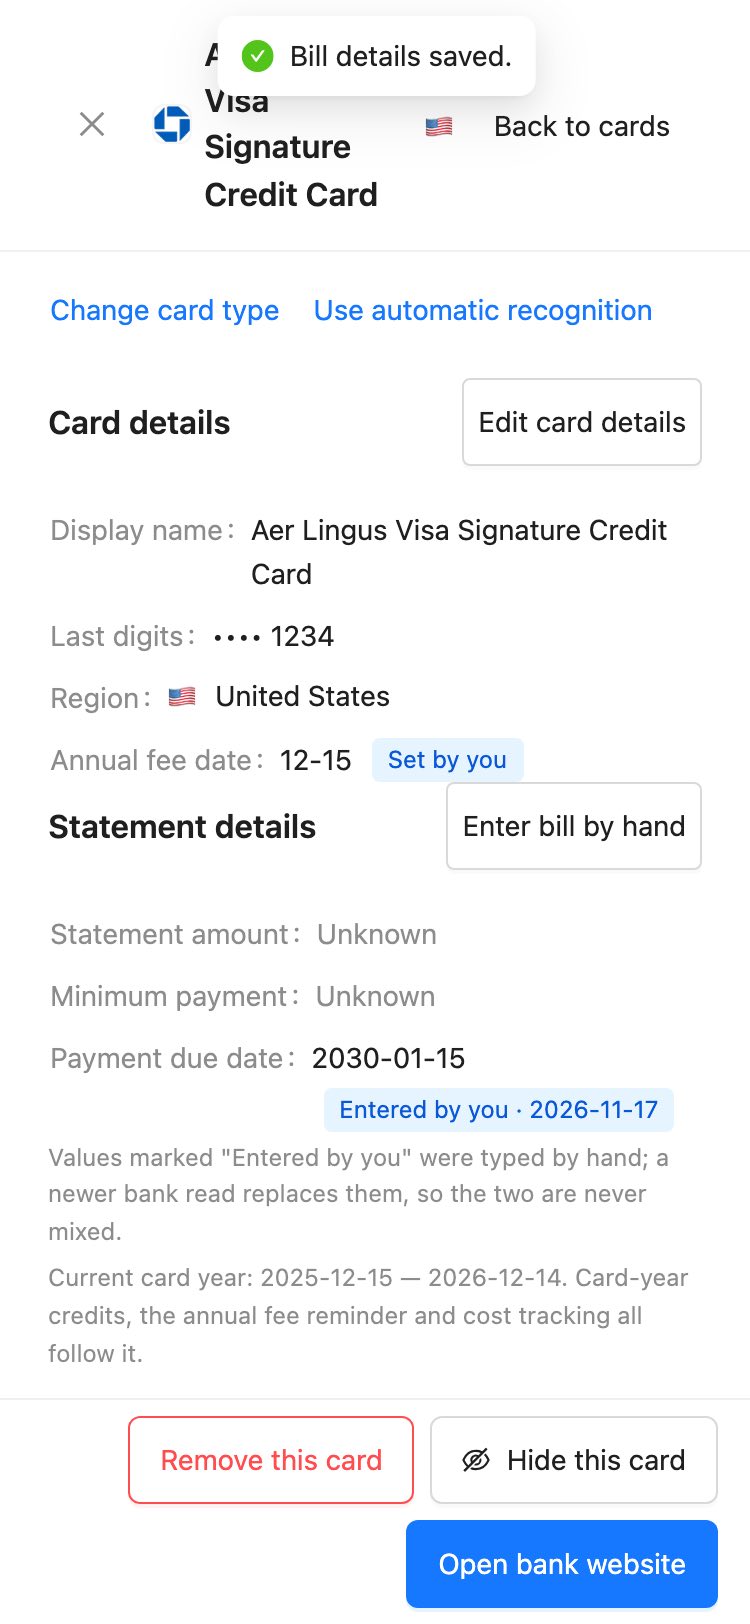 Bill details saved.
Visa
Signature
Credit Card
Back to cards
Change card type
Use automatic recognition
Card details
Edit card details
Display name:
Aer Lingus Visa Signature Credit
Card
Last digits: •••• 1234
Region: United States
Annual fee date: 12-15
Set by you
Statement details
Enter bill by hand
Statement amount: Unknown
Minimum payment: Unknown
Payment due date: 2030-01-15
Entered by you · 2026-11-17
Values marked "Entered by you" were typed by hand; a
newer bank read replaces them, so the two are never
mixed.
Current card year: 2025-12-15 — 2026-12-14. Card-year
credits, the annual fee reminder and cost tracking all
follow it.
Remove this card
Hide this card
Open bank website